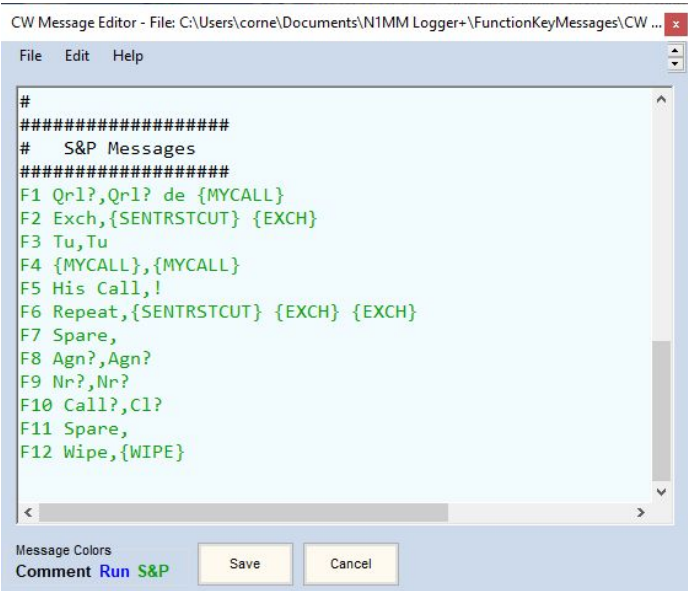 CW Message Editor - File: C:\Users\corne\Documents\N1MM Logger+\FunctionKeyMessages\CW ... x
File Edit Help
#
###################
#   S&P Messages
###################
F1 Qrl?,Qrl? de {MYCALL}
F2 Exch,{SENTRSTCUT} {EXCH}
F3 Tu,Tu
F4 {MYCALL},{MYCALL}
F5 His Call,!
F6 Repeat,{SENTRSTCUT} {EXCH} {EXCH}
F7 Spare,
F8 Agn?,Agn?
F9 Nr?,Nr?
F10 Call?,Cl?
F11 Spare,
F12 Wipe,{WIPE}
Message Colors
Comment Run S&P
Save Cancel